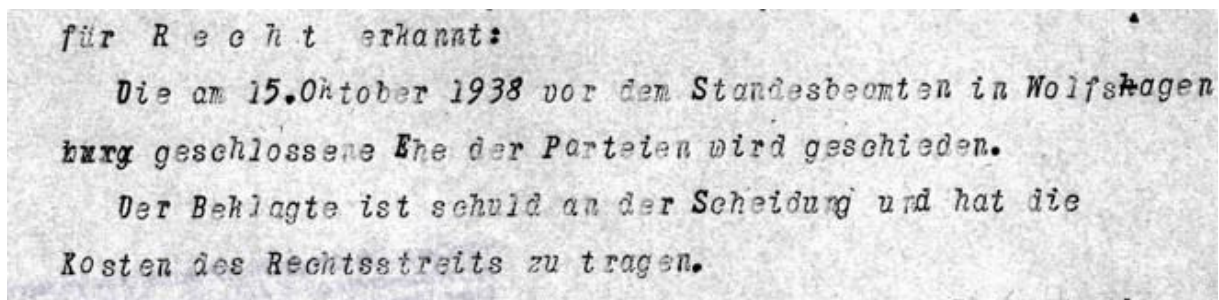 für R e c h t erkannt:
Die am 15.Oktober 1938 vor dem Standesbeamten in Wolfshagen
geschlossene Ehe der Parteien wird geschieden.
Der Beklagte ist schuld an der Scheidung und hat die
Kosten des Rechtsstreits zu tragen.